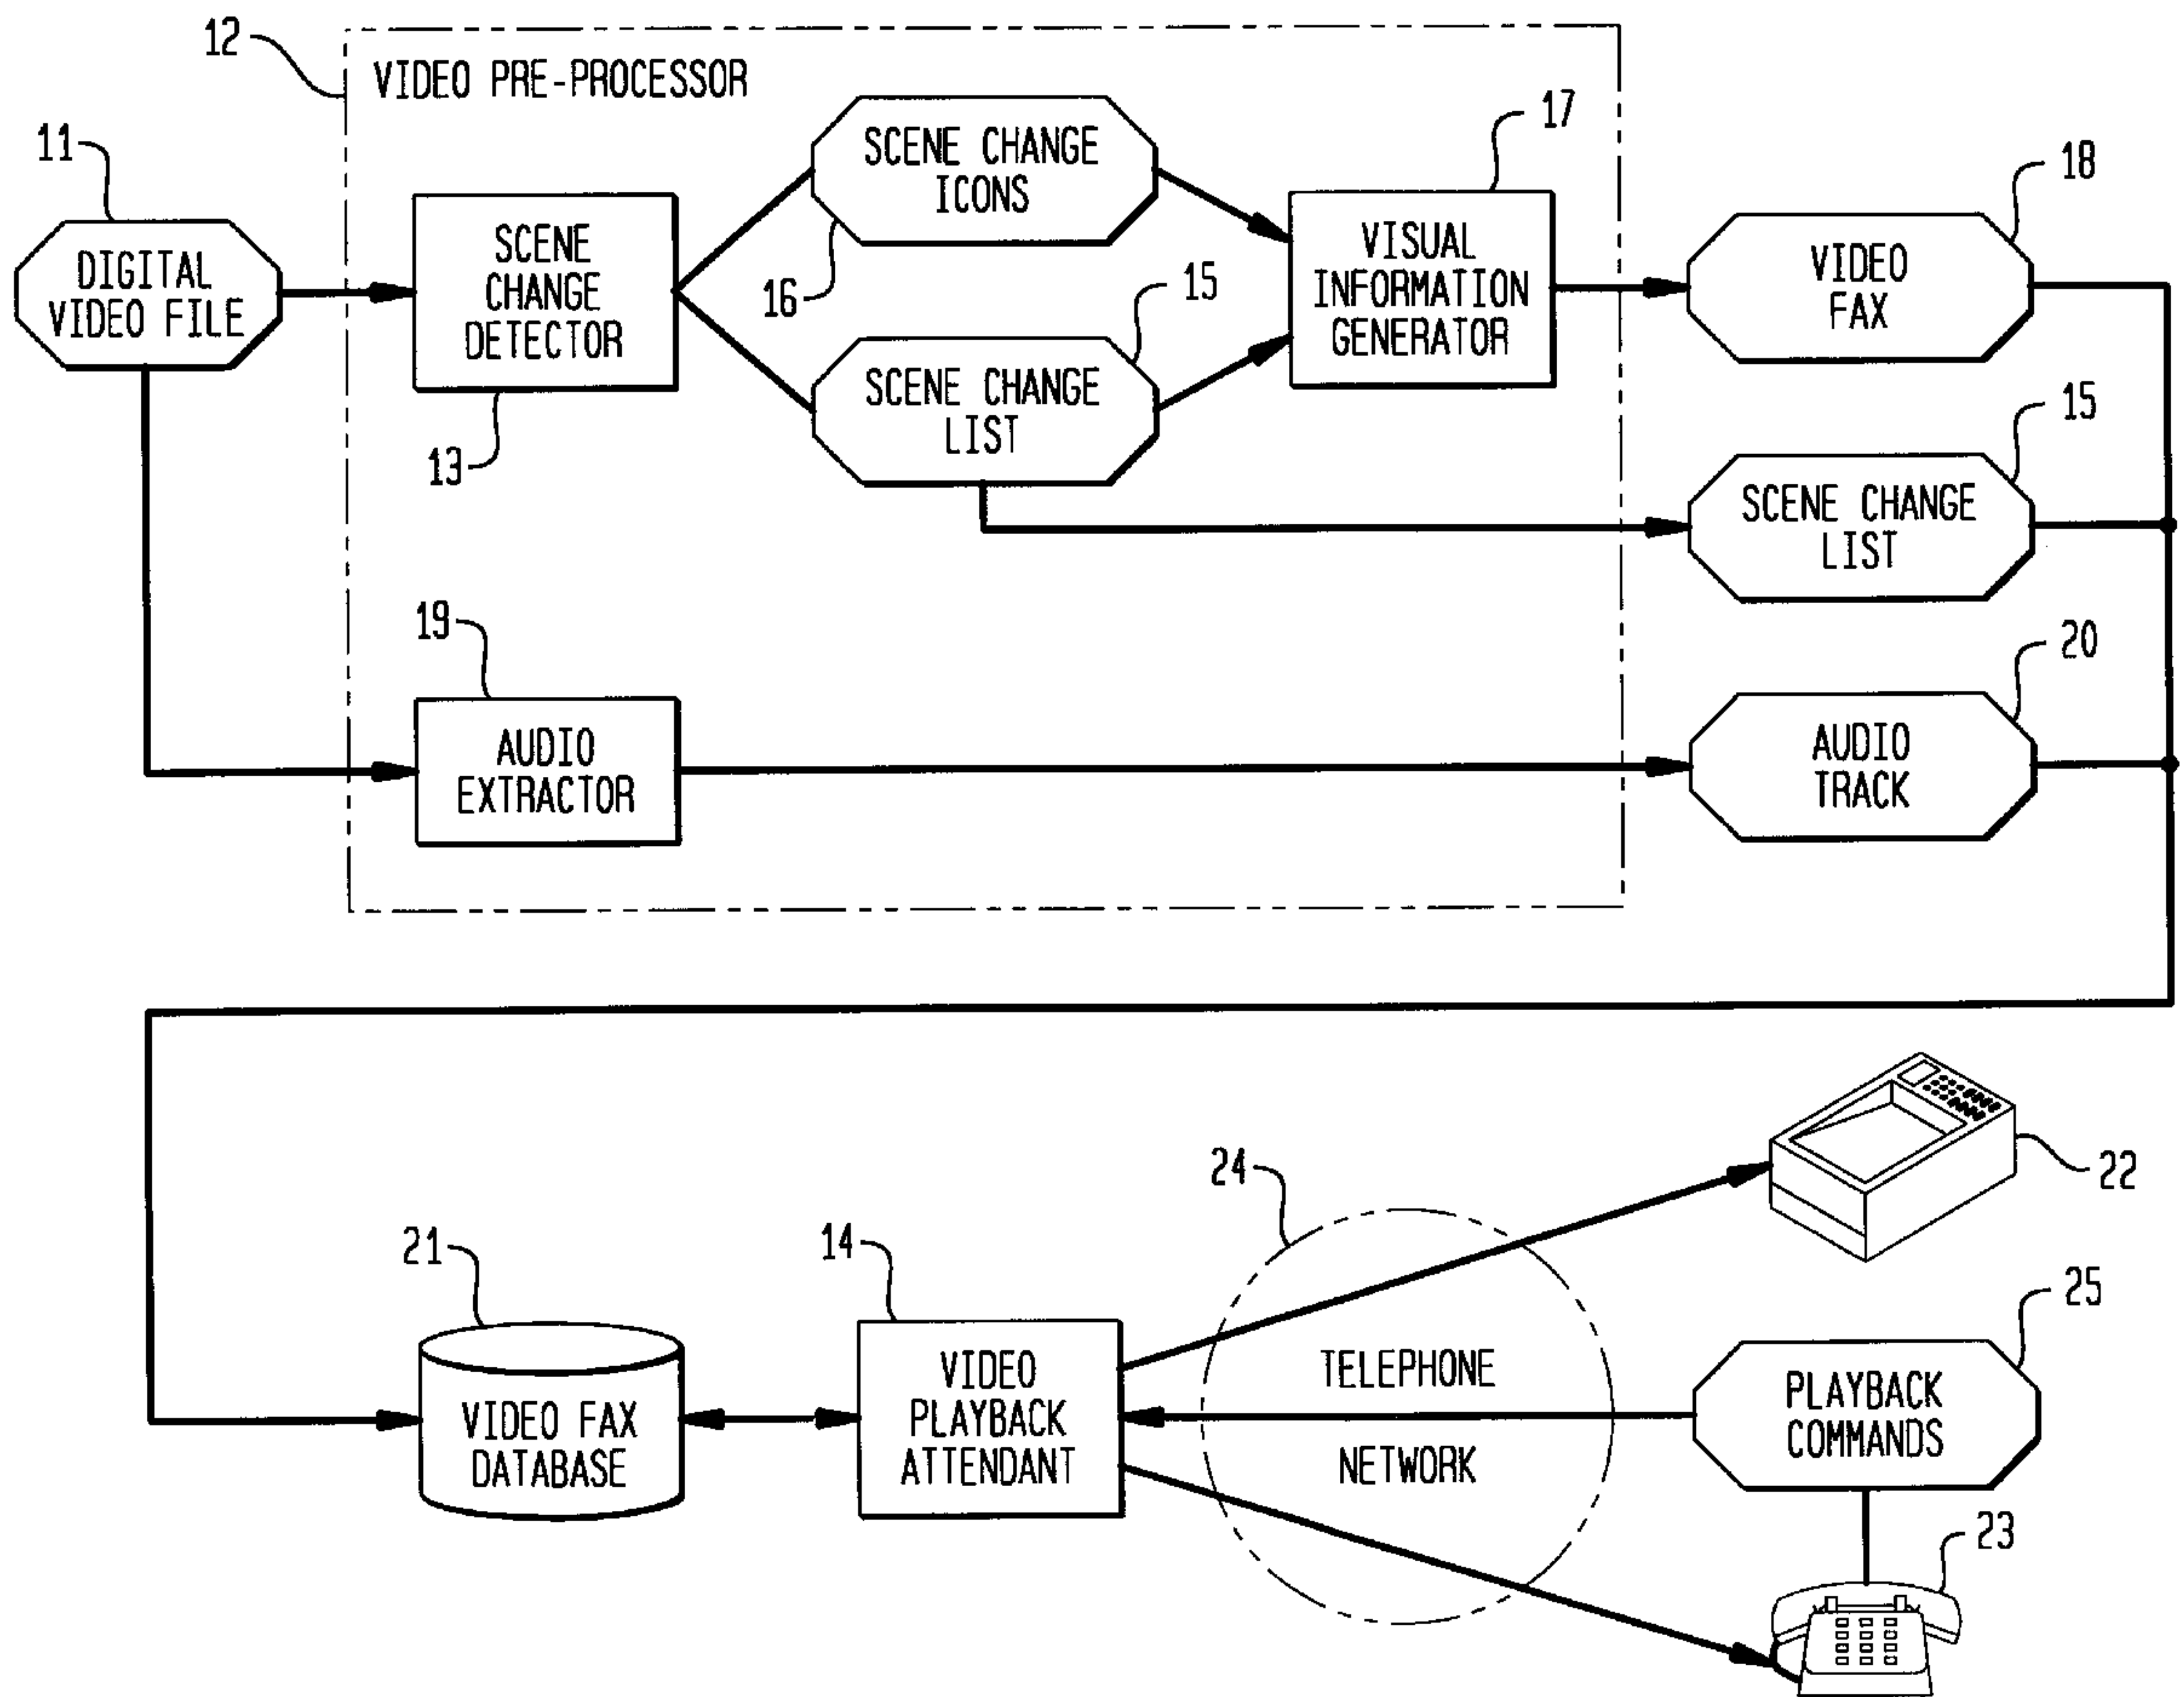 12
VIDEO PRE-PROCESSOR
11
DIGITAL
VIDEO FILE
SCENE
CHANGE
DETECTOR
13
SCENE CHANGE
ICONS
16
15
SCENE CHANGE
LIST
17
VISUAL
INFORMATION
GENERATOR
18
VIDEO
FAX
15
SCENE CHANGE
LIST
19
AUDIO
EXTRACTOR
20
AUDIO
TRACK
21
VIDEO FAX
DATABASE
14
VIDEO
PLAYBACK
ATTENDANT
24
TELEPHONE
NETWORK
22
25
PLAYBACK
COMMANDS
23